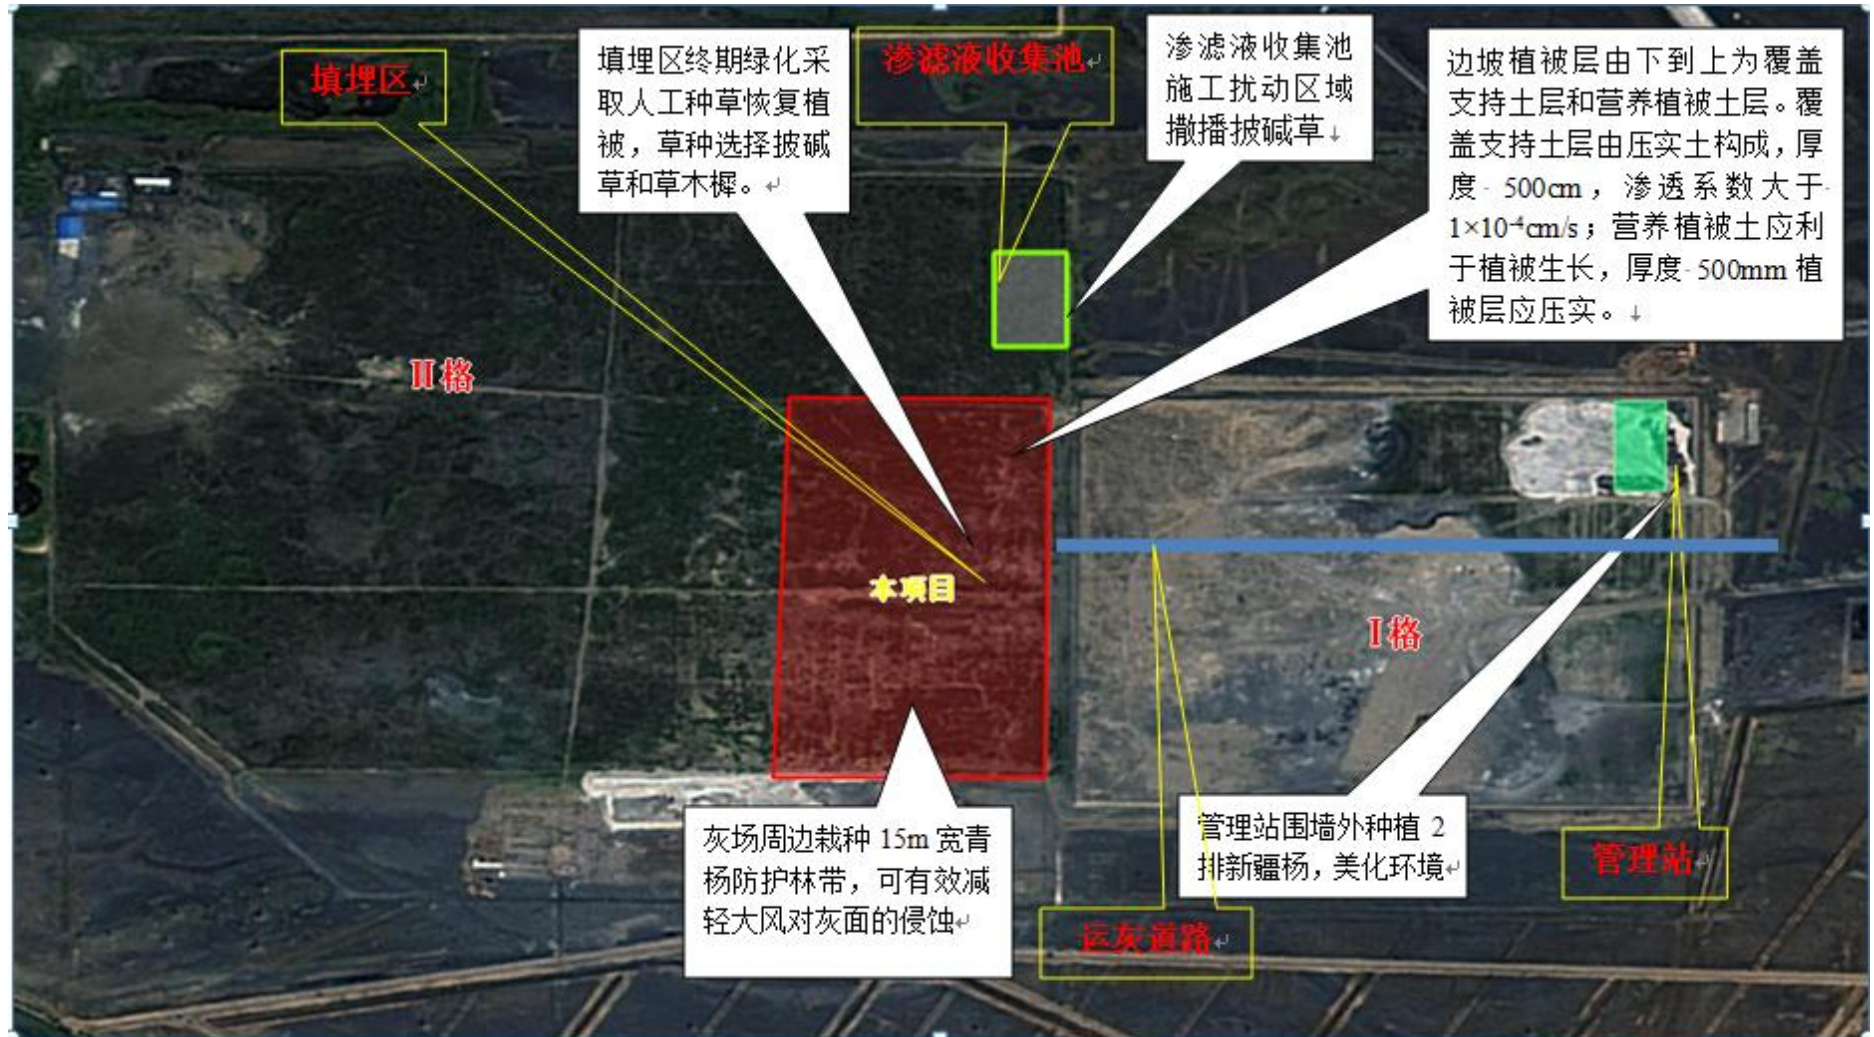 填埋区
填埋区终期绿化采
取人工种草恢复植
被，草种选择披碱
草和草木樨。
渗滤液收集池
渗滤液收集池
施工扰动区域
撒播披碱草
边坡植被层由下到上为覆盖
支持土层和营养植被土层。覆
盖支持土层由压实土构成，厚
度 500cm，渗透系数大于
1×10⁻⁴cm/s；营养植被土应利
于植被生长，厚度 500mm 植
被层应压实。
II格
本项目
I格
灰场周边栽种 15m 宽青
杨防护林带，可有效减
轻大风对灰面的侵蚀
管理站围墙外种植 2
排新疆杨，美化环境
管理站
运灰道路